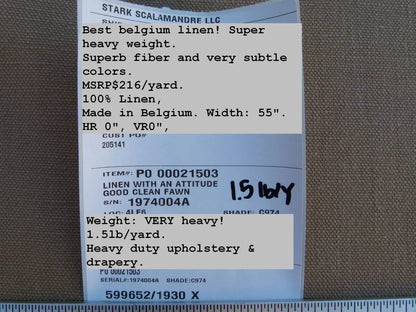 STARK SCALAMANDRE LLC
Best belgium linen! Super
heavy weight.
Superb fiber and very subtle
colors.
MSRP$216/yard.
100% Linen,
Made in Belgium. Width: 55".
HR 0", VR0",
CUST PO#
205141
ITEM#: P0 00021503
LINEN WITH AN ATTITUDE
GOOD CLEAN FAWN
S/N: 1974004A
1.5 lb/y
LOC: 4LE6 SHADE: C974
Weight: VERY heavy!
1.5lb/yard.
Heavy duty upholstery &
drapery.
P0 00021503
SERIAL#:1974004A SHADE:C974
599652/1930 X